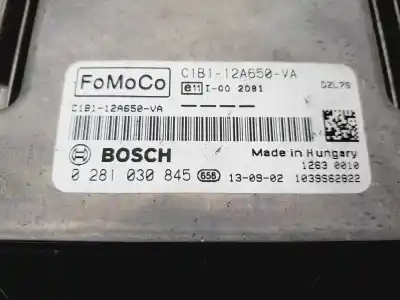 FoMoCo
C1B1-12A650-VA
e11 I-00 2081
C1B1-12A650-VA
BOSCH
Made in Hungary
1263 0010
0 281 030 845 658 13-09-02 1039S62822